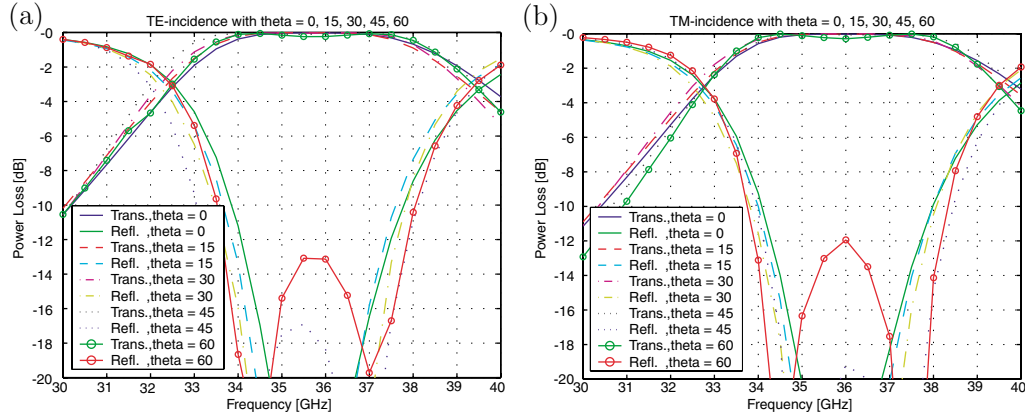 (a)
TE-incidence with theta = 0, 15, 30, 45, 60
Power Loss [dB]
-0
-2
-4
-6
-8
-10
-12
-14
-16
-18
-20
Trans.,theta = 0
Refl. ,theta = 0
Trans.,theta = 15
Refl. ,theta = 15
Trans.,theta = 30
Refl. ,theta = 30
Trans.,theta = 45
Refl. ,theta = 45
Trans.,theta = 60
Refl. ,theta = 60
30 31 32 33 34 35 36 37 38 39 40
Frequency [GHz]
(b)
TM-incidence with theta = 0, 15, 30, 45, 60
Power Loss [dB]
-0
-2
-4
-6
-8
-10
-12
-14
-16
-18
-20
Trans.,theta = 0
Refl. ,theta = 0
Trans.,theta = 15
Refl. ,theta = 15
Trans.,theta = 30
Refl. ,theta = 30
Trans.,theta = 45
Refl. ,theta = 45
Trans.,theta = 60
Refl. ,theta = 60
30 31 32 33 34 35 36 37 38 39 40
Frequency [GHz]